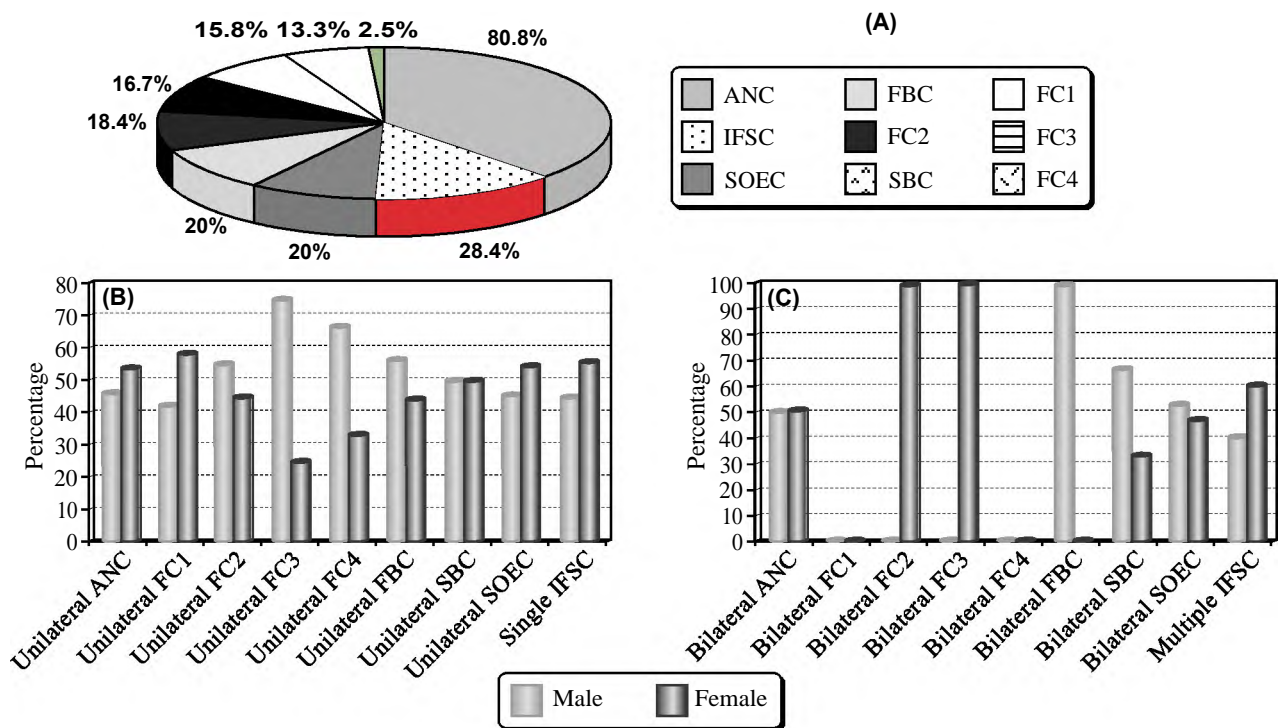 15.8% 13.3% 2.5%
80.8%
(A)
16.7%
18.4%
20%
20%
28.4%
ANC FBC FC1
IFSC FC2 FC3
SOEC SBC FC4
(B)
Percentage
80
70
60
50
40
30
20
10
0
Unilateral ANC
Unilateral FC1
Unilateral FC2
Unilateral FC3
Unilateral FC4
Unilateral FBC
Unilateral SBC
Unilateral SOEC
Single IFSC
(C)
Percentage
100
90
80
70
60
50
40
30
20
10
0
Bilateral ANC
Bilateral FC1
Bilateral FC2
Bilateral FC3
Bilateral FC4
Bilateral FBC
Bilateral SBC
Bilateral SOEC
Multiple IFSC
Male Female